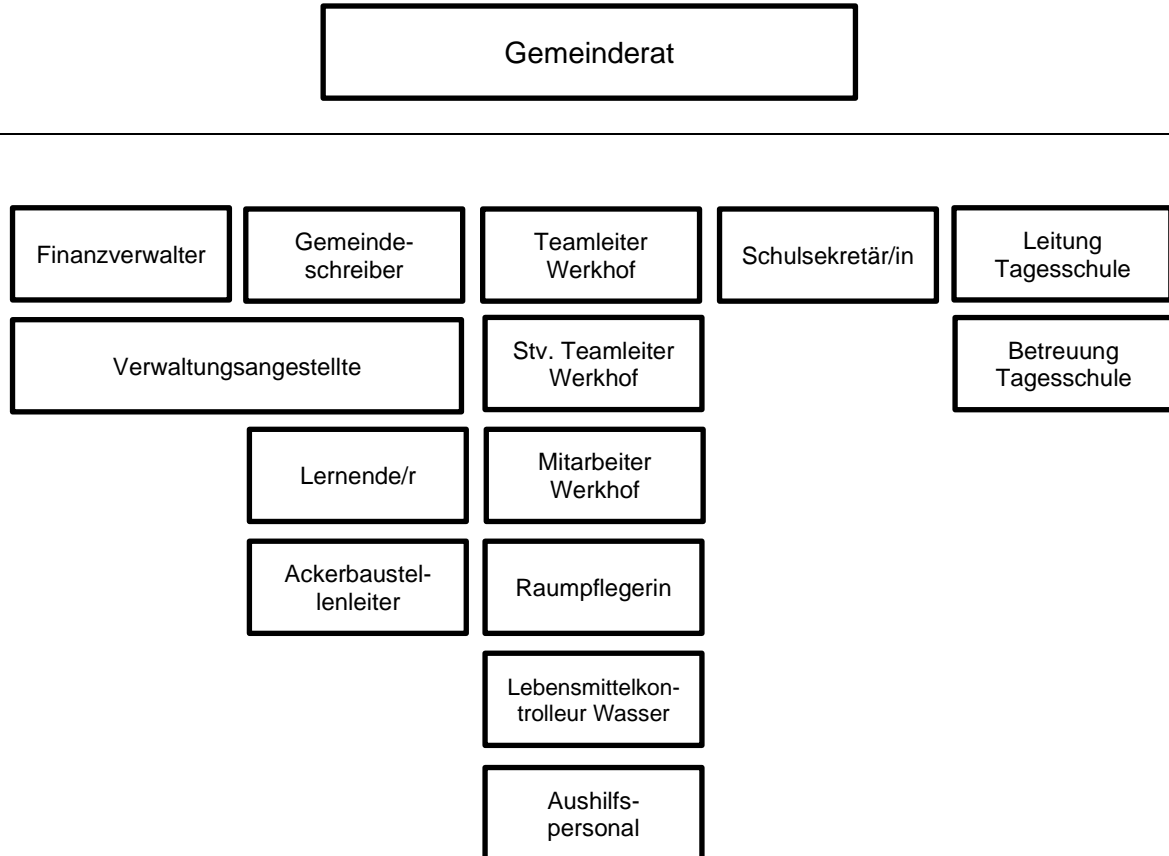 Gemeinderat
Finanzverwalter
Gemeinde-
schreiber
Teamleiter
Werkhof
Schulsekretär/in
Leitung
Tagesschule
Verwaltungsangestellte
Stv. Teamleiter
Werkhof
Betreuung
Tagesschule
Lernende/r
Mitarbeiter
Werkhof
Ackerbaustel-
lenleiter
Raumpflegerin
Lebensmittelkon-
trolleur Wasser
Aushilfs-
personal